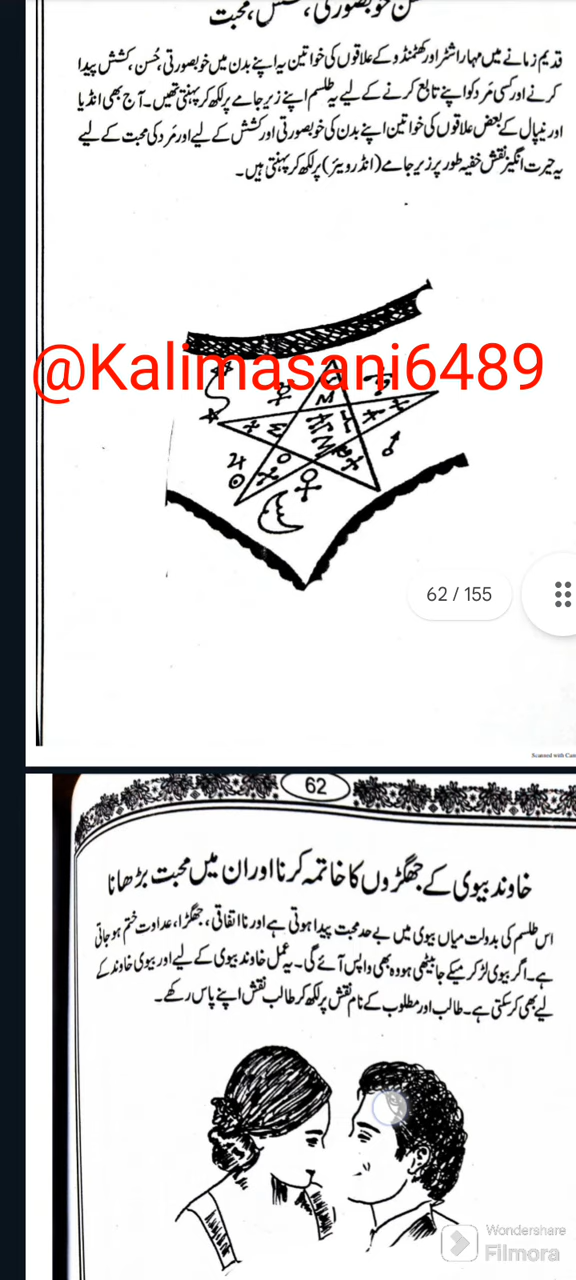 خوبصورتی، کشش، محبت
قدیم زمانے میں مہاراشٹر اور کھٹمنڈو کے علاقوں کی خواتین یہ اپنے بدن میں خوبصورتی، حُسن، کشش پیدا
کرنے اور کسی مَرد کو اپنے تابع کرنے کے لیے یہ طلسم اپنے زیر جامے پر لکھ کر پہنتی تھیں۔ آج بھی انڈیا
اور نیپال کے بعض علاقوں کی خواتین اپنے بدن کی خوبصورتی اور کشش کے لیے اور مَرد کی محبت کے لیے
یہ حیرت انگیز نقش خفیہ طور پر زیر جامے (انڈرویئر) پر لکھ کر پہنتی ہیں۔
@Kalimasani6489
62 / 155
Scanned with Cam
62
خاوند بیوی کے جھگڑوں کا خاتمہ کرنا اور ان میں محبت بڑھانا
اس طلسم کی بدولت میاں بیوی میں بے حد محبت پیدا ہوتی ہے اور نااتفاقی، جھگڑا، عداوت ختم ہو جاتی
ہے۔ اگر بیوی لڑ کر میکے جا بیٹھی ہو وہ بھی واپس آئے گی۔ یہ عمل خاوند بیوی کے لیے اور بیوی خاوند کے
لیے بھی کر سکتی ہے۔ طالب اور مطلوب کے نام نقش پر لکھ کر طالب نقش اپنے پاس رکھے۔
Wondershare
Filmora